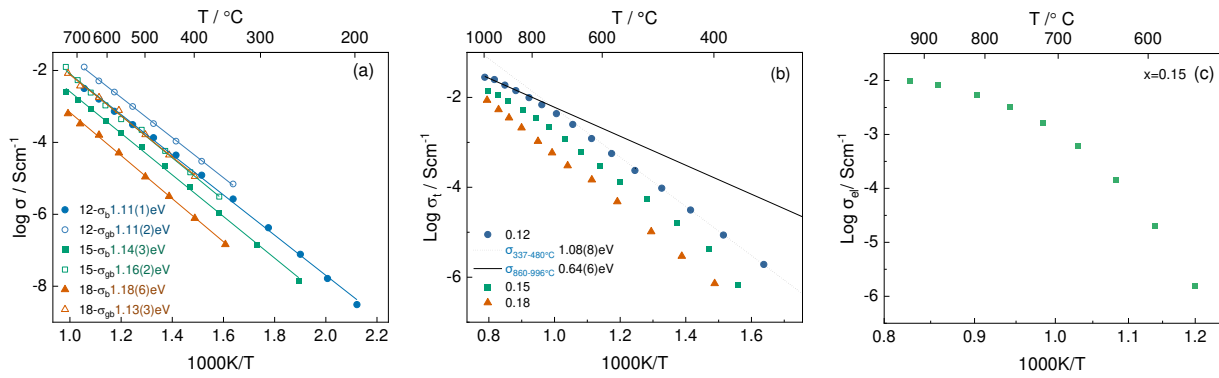 T / °C
700 600 500 400 300 200
(a)
-2
-4
-6
-8
log σ / Scm⁻¹
12-σb 1.11(1)eV
12-σgb 1.11(2)eV
15-σb 1.14(3)eV
15-σgb 1.16(2)eV
18-σb 1.18(6)eV
18-σgb 1.13(3)eV
1.0 1.2 1.4 1.6 1.8 2.0 2.2
1000K/T
T / °C
1000 800 600 400
(b)
-2
-4
-6
Log σt / Scm⁻¹
0.12
σ337-480°C 1.08(8)eV
σ860-996°C 0.64(6)eV
0.15
0.18
0.8 1.0 1.2 1.4 1.6
1000K/T
T/° C
900 800 700 600
x=0.15 (c)
-1
-2
-3
-4
-5
-6
Log σel/ Scm⁻¹
0.8 0.9 1.0 1.1 1.2
1000K/T